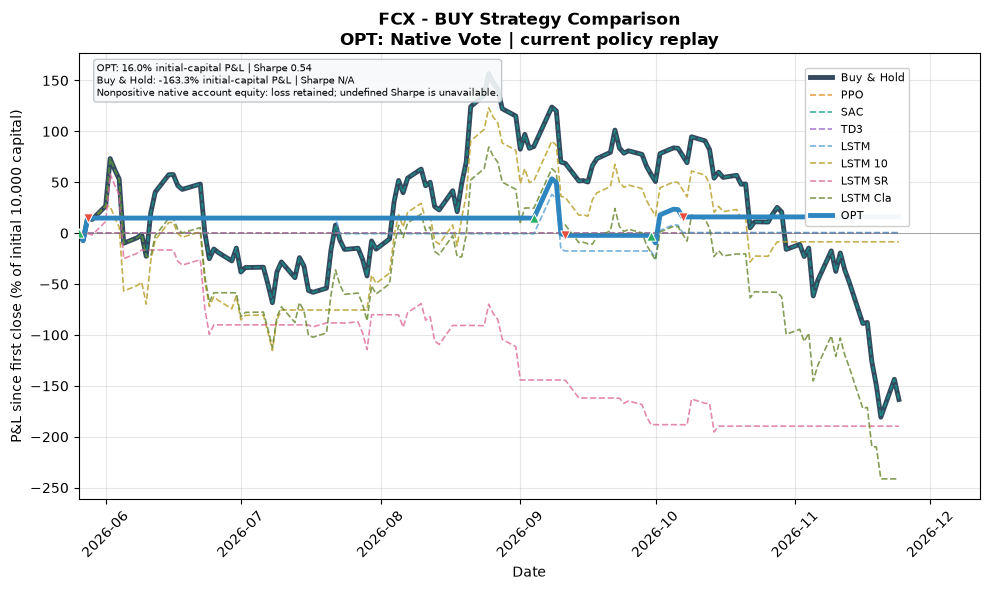 FCX - BUY Strategy Comparison
OPT: Native Vote | current policy replay
OPT: 16.0% initial-capital P&L | Sharpe 0.54
Buy & Hold: -163.3% initial-capital P&L | Sharpe N/A
Nonpositive native account equity: loss retained; undefined Sharpe is unavailable.
Buy & Hold
PPO
SAC
TD3
LSTM
LSTM 10
LSTM SR
LSTM Cla
OPT
P&L since first close (% of initial 10,000 capital)
150
100
50
0
−50
−100
−150
−200
−250
2026-06
2026-07
2026-08
2026-09
2026-10
2026-11
2026-12
Date